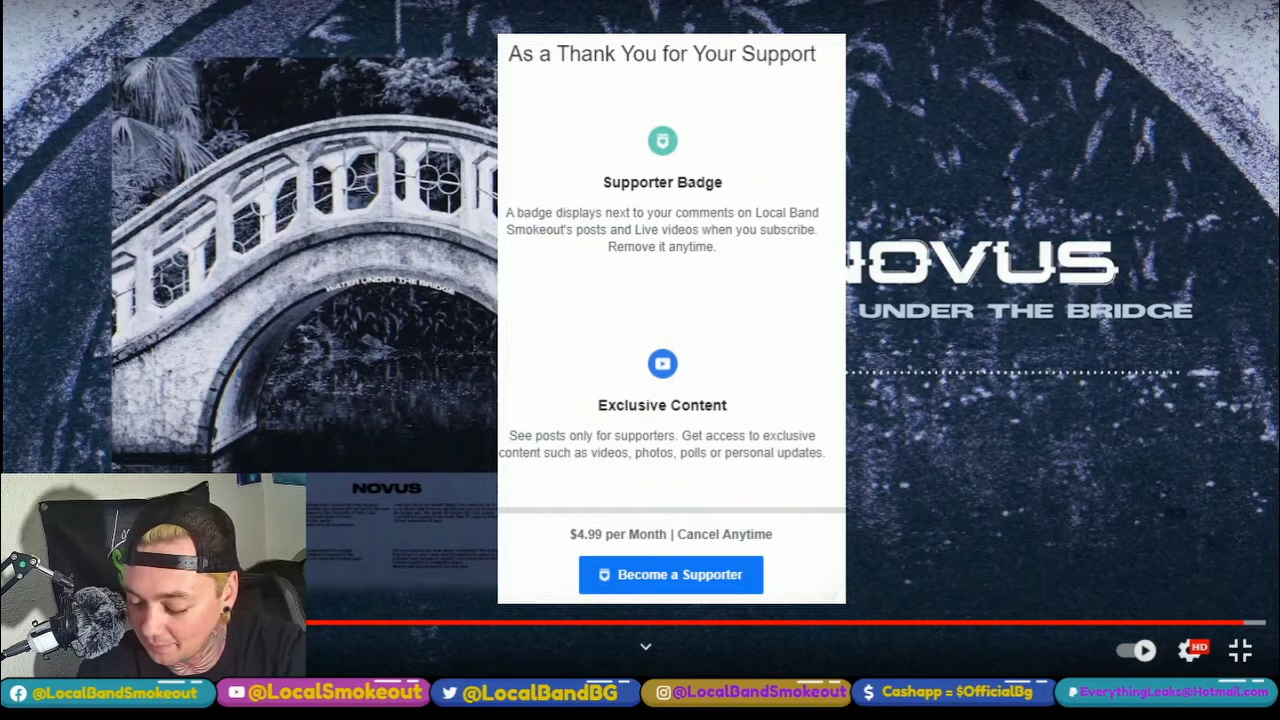 As a Thank You for Your Support
Supporter Badge
A badge displays next to your comments on Local Band
Smokeout's posts and Live videos when you subscribe.
Remove it anytime.
Exclusive Content
See posts only for supporters. Get access to exclusive
content such as videos, photos, polls or personal updates.
$4.99 per Month | Cancel Anytime
Become a Supporter
WATER UNDER THE BRIDGE
NOVUS
UNDER THE BRIDGE
NOVUS
HD
@LocalBandSmokeout
@LocalSmokeout
@LocalBandBG
@LocalBandSmokeout
$ Cashapp = $OfficialBg
EverythingLeaks@Hotmail.com